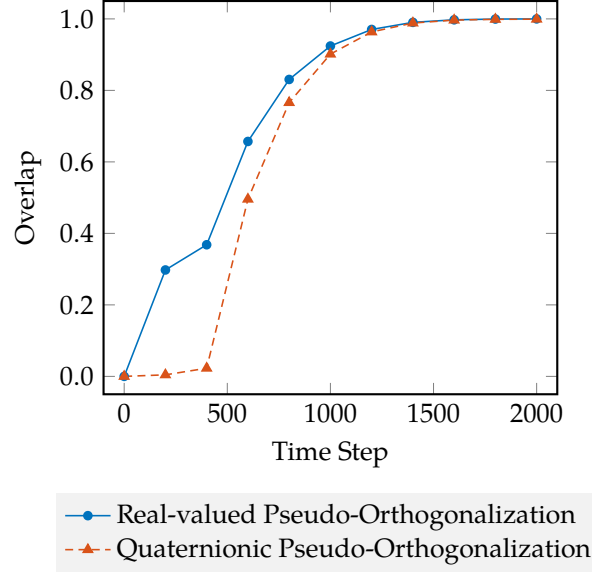 1.0
0.8
0.6
0.4
0.2
0.0
Overlap
0 500 1000 1500 2000
Time Step
Real-valued Pseudo-Orthogonalization
Quaternionic Pseudo-Orthogonalization